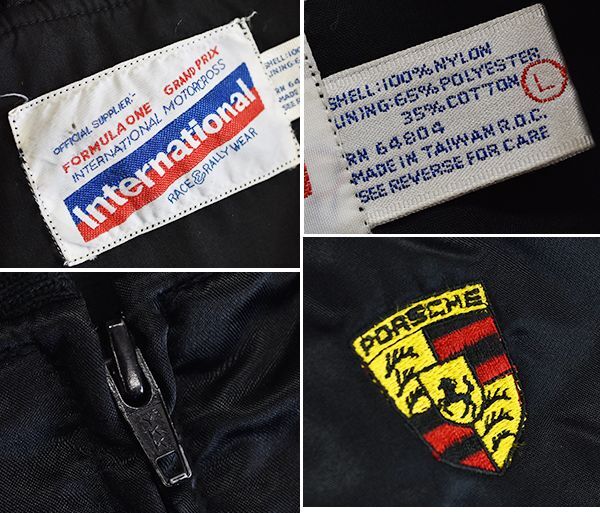 OFFICIAL SUPPLIER:-
FORMULA ONE GRAND PRIX
INTERNATIONAL MOTORCROSS
International
RACE & RALLY WEAR
SHELL:100% NYLON
LINING:65% POLYESTER
35% COTTON
L
RN 64804
MADE IN TAIWAN R.O.C.
SEE REVERSE FOR CARE
PORSCHE